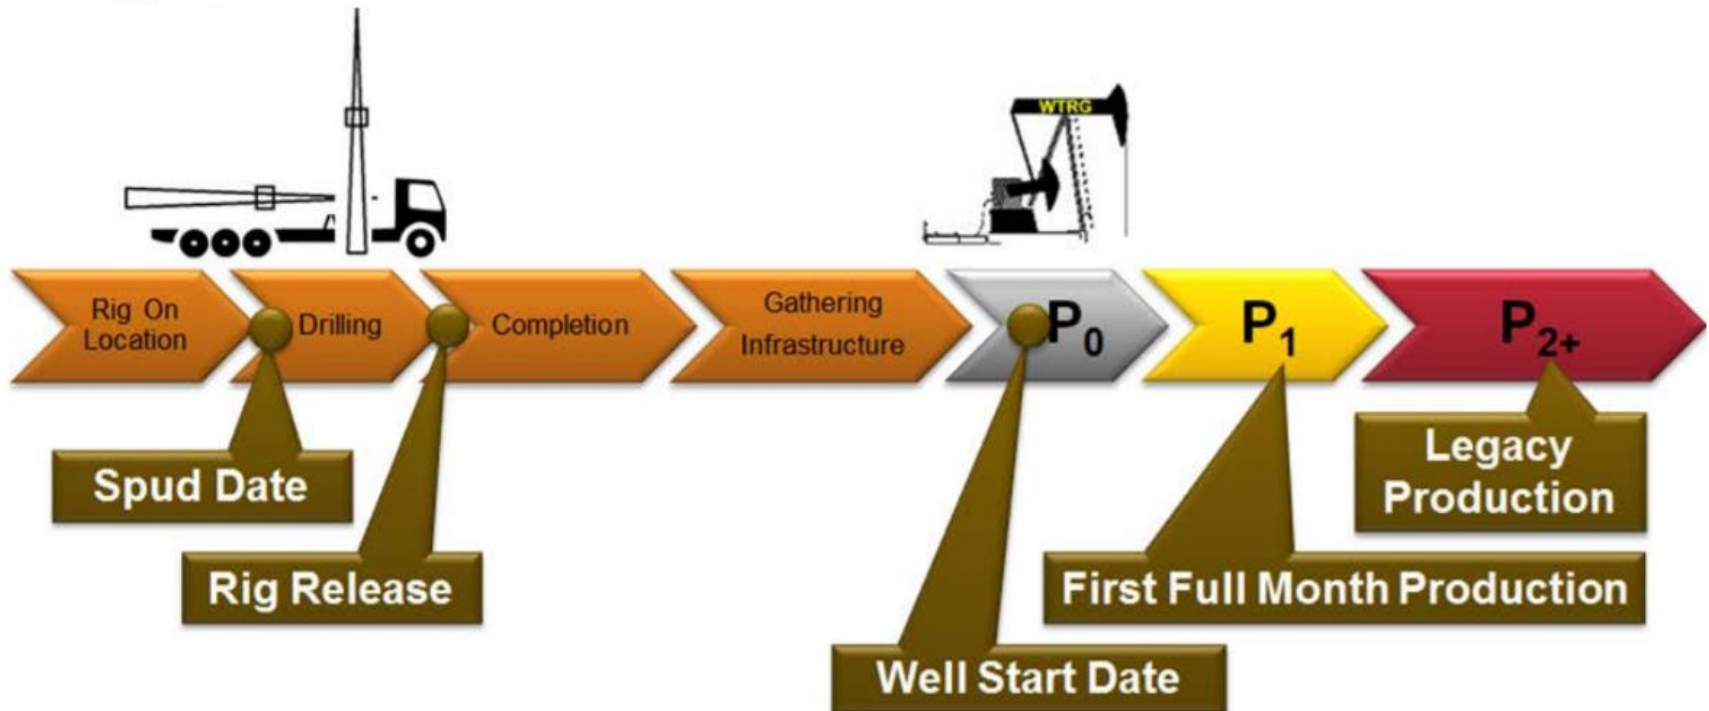 WTRG
Rig On
Location
Drilling
Completion
Gathering
Infrastructure
P0
P1
P2+
Spud Date
Rig Release
Well Start Date
First Full Month Production
Legacy
Production